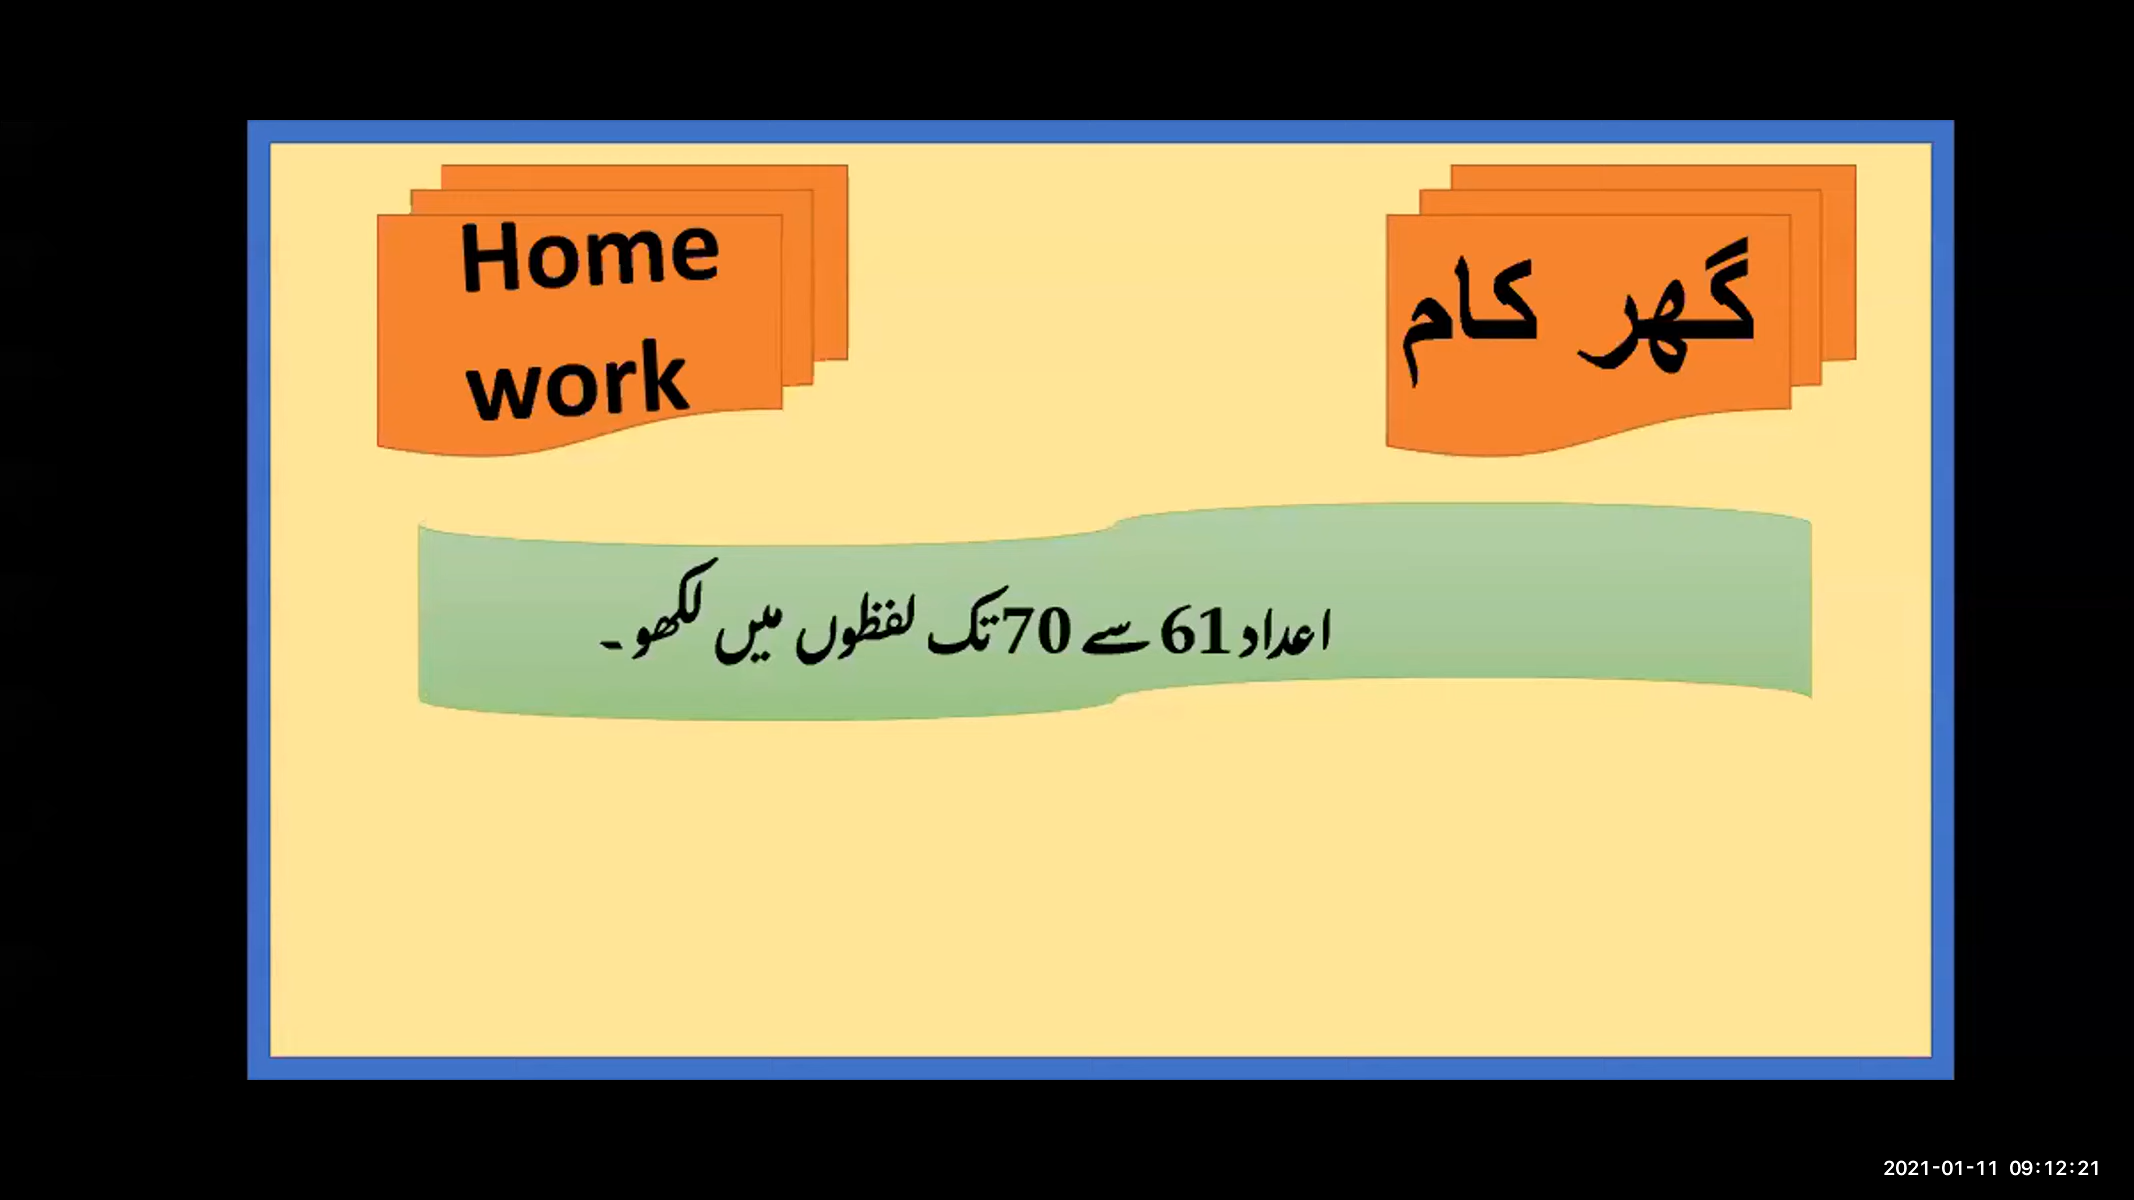 Home
work
گھر کام
اعداد 61 سے 70 تک لفظوں میں لکھو۔
2021-01-11 09:12:21